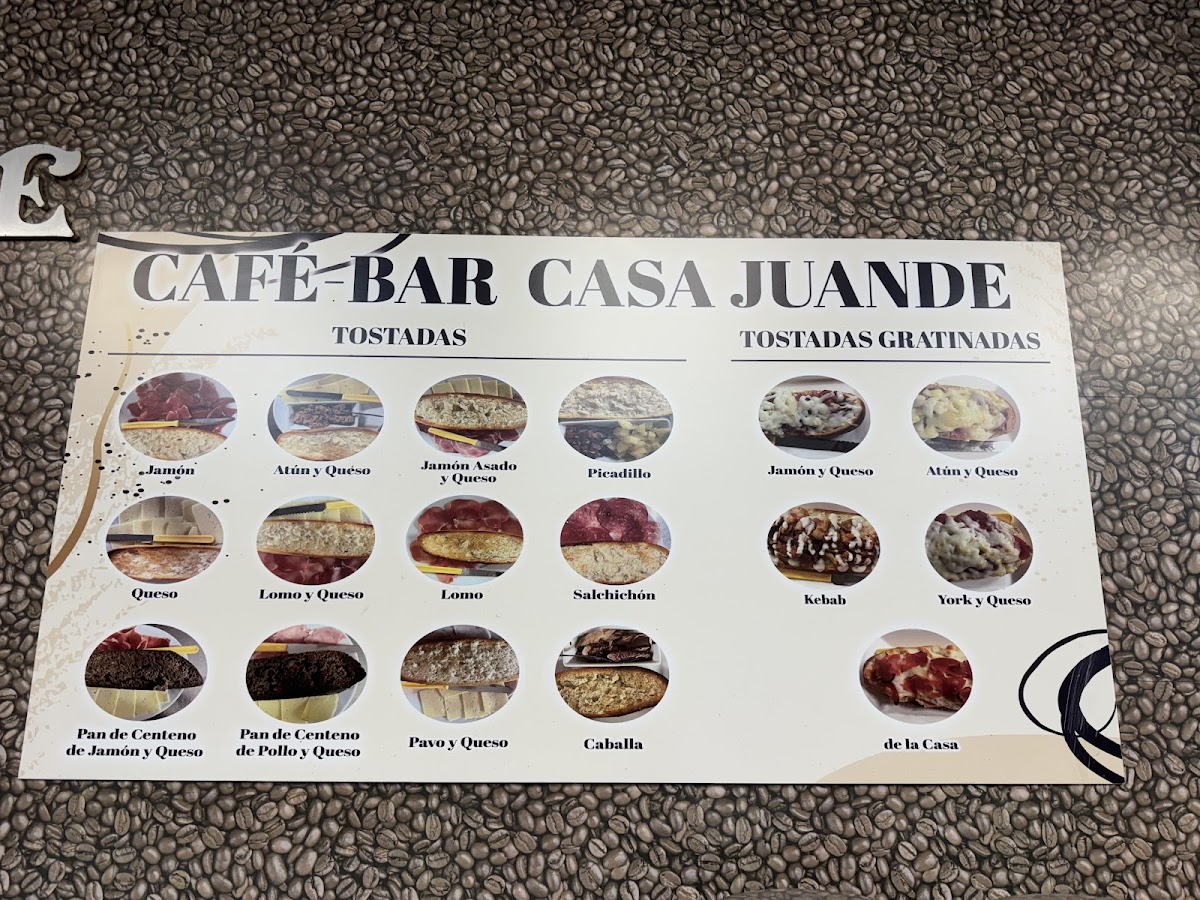 E
CAFÉ-BAR CASA JUANDE
TOSTADAS
Jamón
Atún y Queso
Jamón Asado
y Queso
Picadillo
Queso
Lomo y Queso
Lomo
Salchichón
Pan de Centeno
de Jamón y Queso
Pan de Centeno
de Pollo y Queso
Pavo y Queso
Caballa
TOSTADAS GRATINADAS
Jamón y Queso
Atún y Queso
Kebab
York y Queso
de la Casa